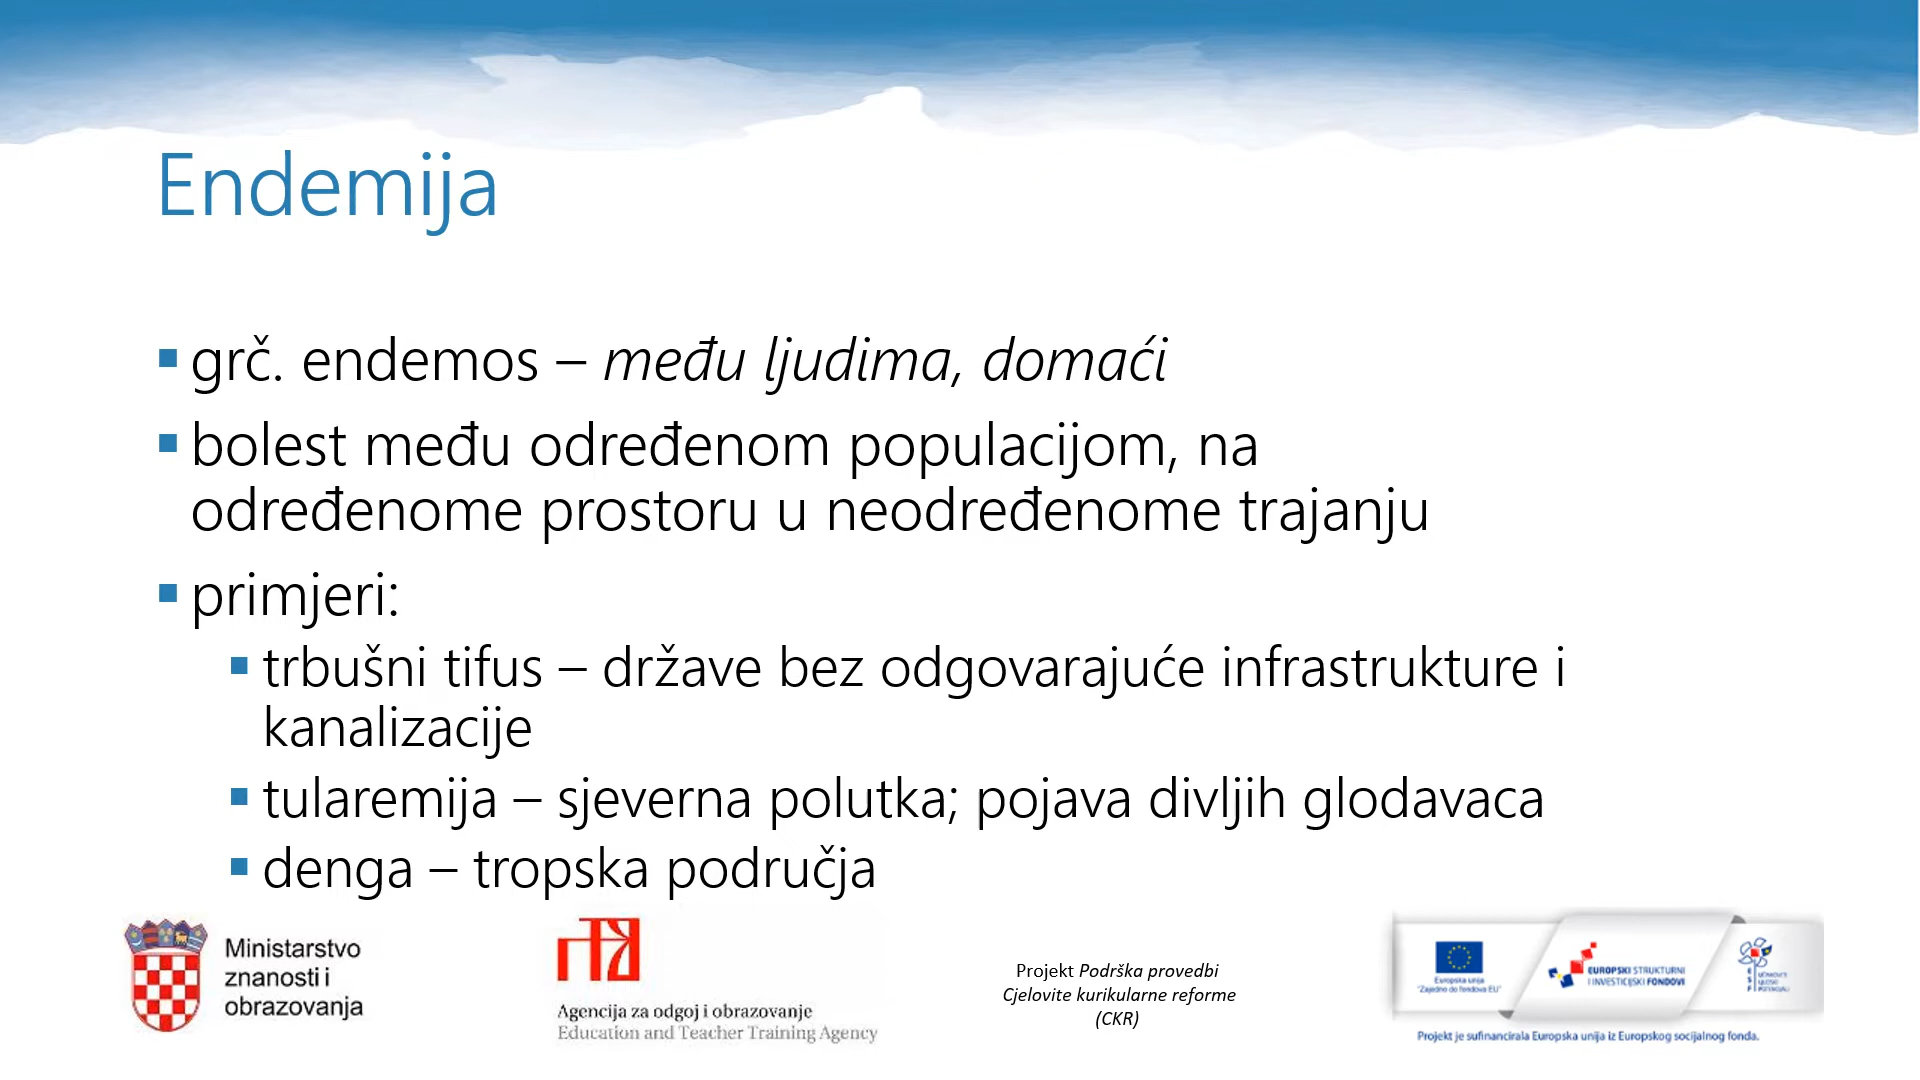 Endemija
grč. endemos – među ljudima, domaći
bolest među određenom populacijom, na
određenome prostoru u neodređenome trajanju
primjeri:
trbušni tifus – države bez odgovarajuće infrastrukture i
kanalizacije
tularemija – sjeverna polutka; pojava divljih glodavaca
denga – tropska područja
Ministarstvo
znanosti i
obrazovanja
Agencija za odgoj i obrazovanje
Education and Teacher Training Agency
Projekt Podrška provedbi
Cjelovite kurikularne reforme
(CKR)
Europska unija
"Zajedno do fondova EU"
EUROPSKI STRUKTURNI
I INVESTICIJSKI FONDOVI
Projekt je sufinancirala Europska unija iz Europskog socijalnog fonda.